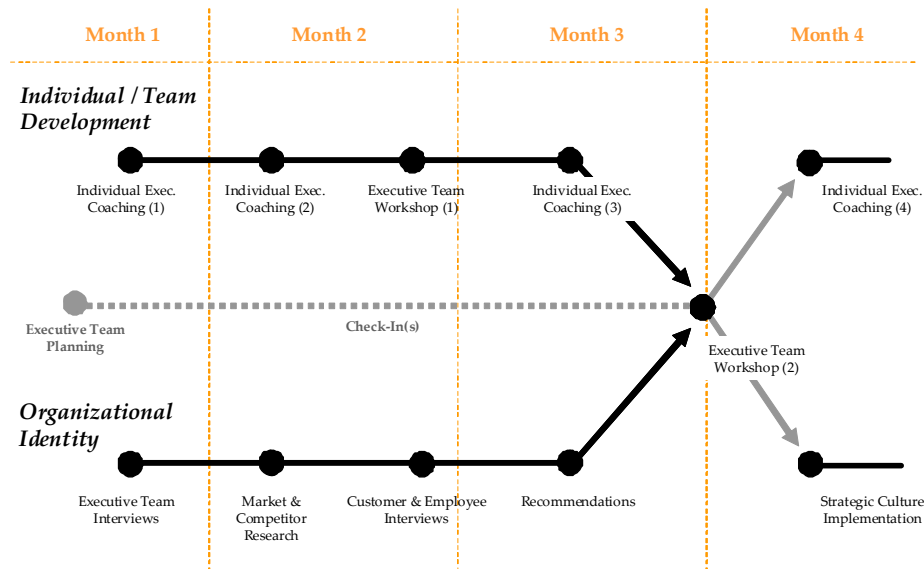 Month 1
Month 2
Month 3
Month 4
Individual / Team
Development
Individual Exec.
Coaching (1)
Individual Exec.
Coaching (2)
Executive Team
Workshop (1)
Individual Exec.
Coaching (3)
Individual Exec.
Coaching (4)
Executive Team
Planning
Check-In(s)
Executive Team
Workshop (2)
Organizational
Identity
Executive Team
Interviews
Market &
Competitor
Research
Customer & Employee
Interviews
Recommendations
Strategic Culture
Implementation